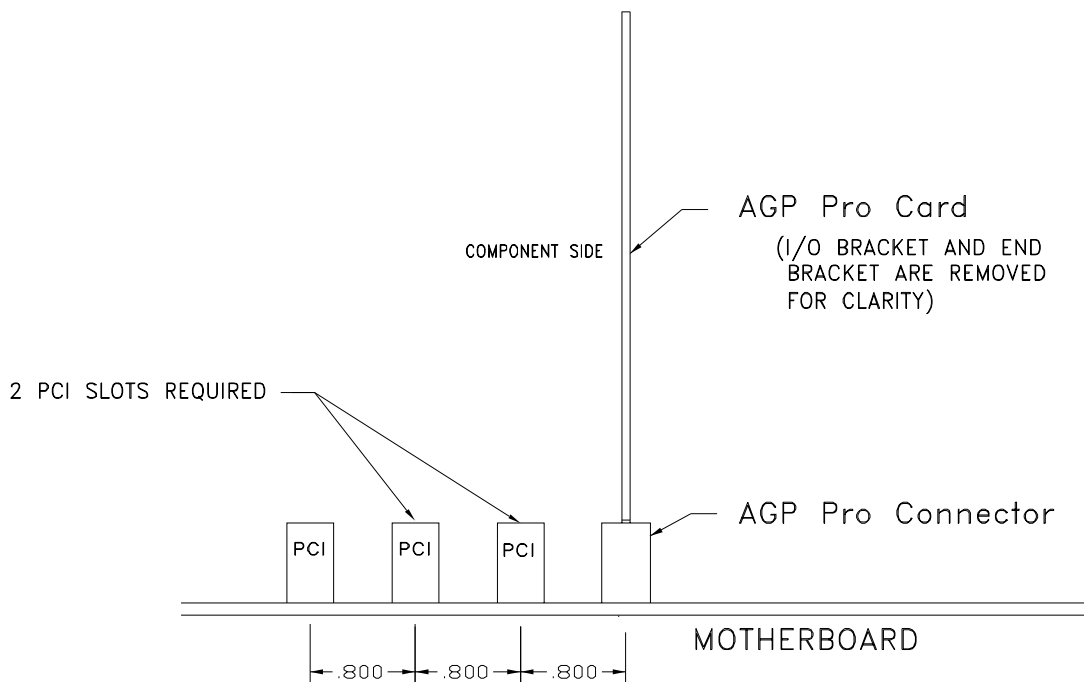 AGP Pro Card
(I/O BRACKET AND END
BRACKET ARE REMOVED
FOR CLARITY)
COMPONENT SIDE
2 PCI SLOTS REQUIRED
AGP Pro Connector
PCI
PCI
PCI
MOTHERBOARD
.800
.800
.800